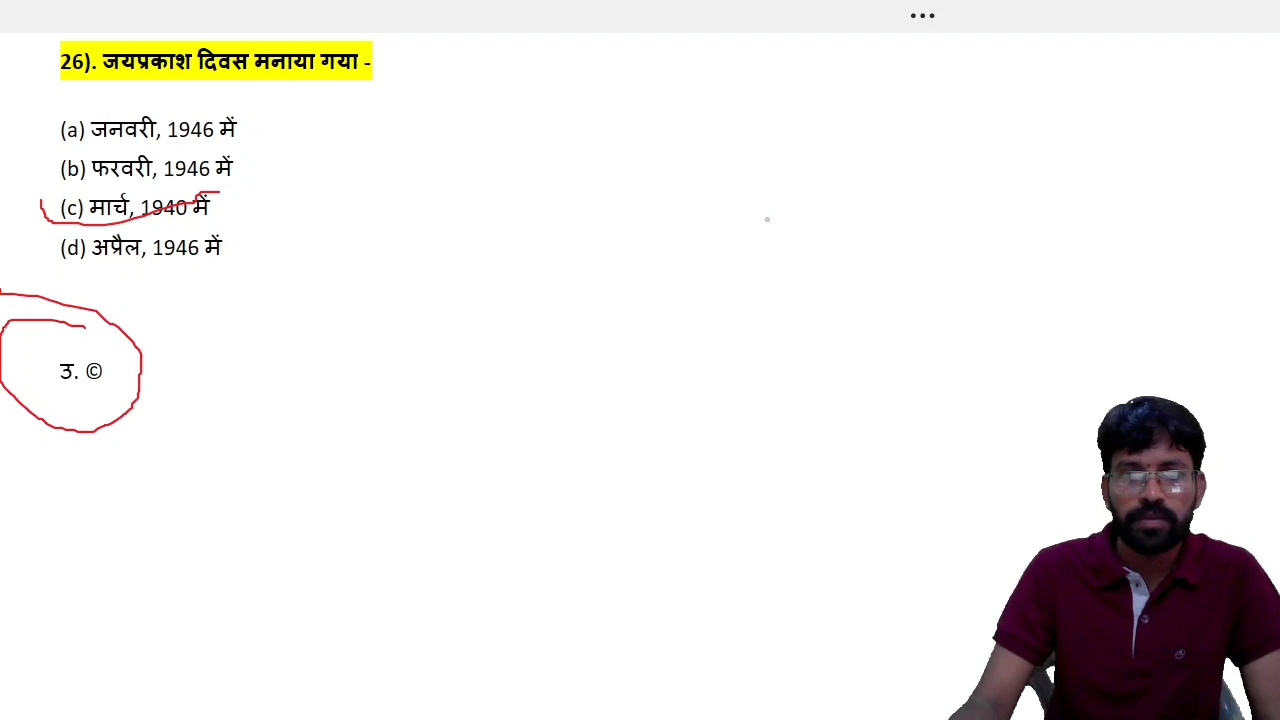 26). जयप्रकाश दिवस मनाया गया -
(a) जनवरी, 1946 में
(b) फरवरी, 1946 में
(c) मार्च, 1940 में
(d) अप्रैल, 1946 में
उ. ©